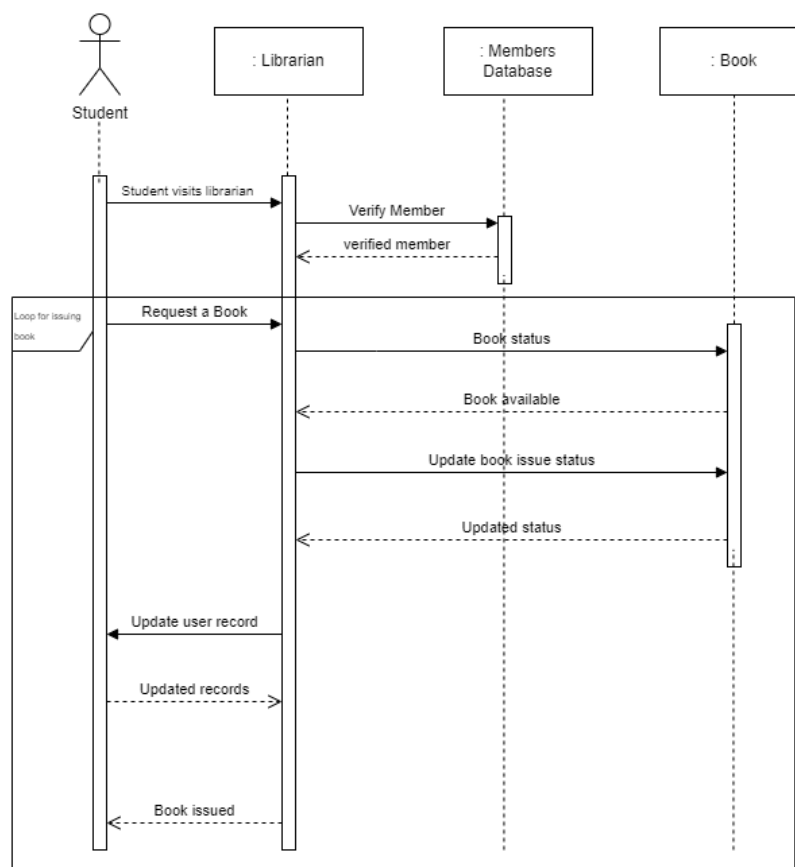 : Librarian
: Members
Database
: Book
Student
Student visits librarian
Verify Member
verified member
Loop for issuing
book
Request a Book
Book status
Book available
Update book issue status
Updated status
Update user record
Updated records
Book issued